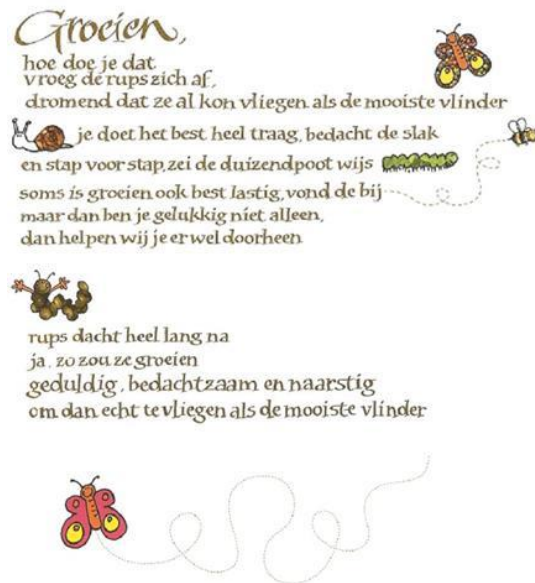 Groeien,
hoe doe je dat
vroeg de rups zich af,
dromend dat ze al kon vliegen als de mooiste vlinder
je doet het best heel traag, bedacht de slak
en stap voor stap, zei de duizendpoot wijs
soms is groeien ook best lastig, vond de bij
maar dan ben je gelukkig niet alleen,
dan helpen wij je er wel doorheen
rups dacht heel lang na
ja, zo zou ze groeien
geduldig, bedachtzaam en naarstig
om dan echt te vliegen als de mooiste vlinder